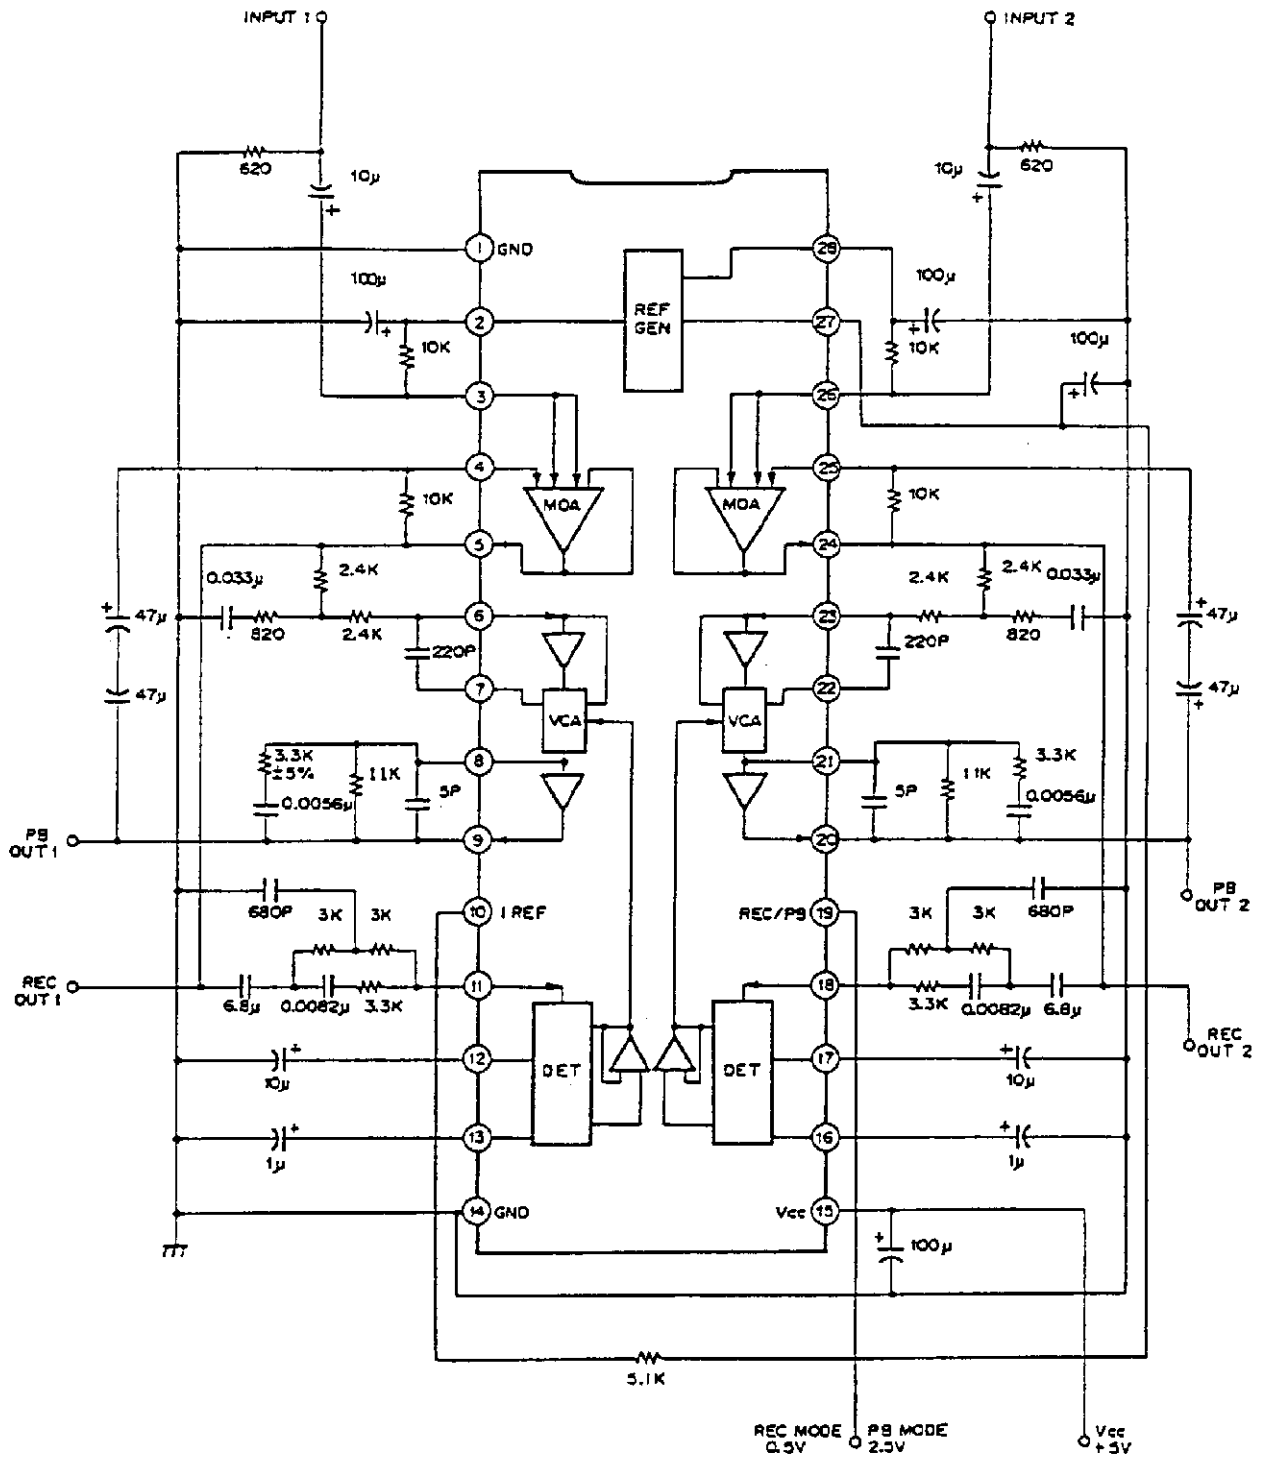 INPUT 1
INPUT 2
620
10μ
+
10μ
+
620
1 GND
28
100μ
+
100μ
+
REF
GEN
2
27
10K
10K
100μ
+
3
26
4
25
10K
MOA
MOA
10K
5
24
0.033μ
2.4K
2.4K
2.4K
0.033μ
+
47μ
820
2.4K
6
23
820
+
47μ
220P
220P
7
22
47μ
VCA
VCA
47μ
+
3.3K
±5%
11K
8
21
11K
3.3K
0.0056μ
5P
5P
0.0056μ
PB
OUT 1
9
20
680P
680P
PB
OUT 2
3K
3K
10 I REF
REC/PB 19
3K
3K
REC
OUT 1
6.8μ
0.0082μ
3.3K
11
18
3.3K
0.0082μ
6.8μ
REC
OUT 2
+
10μ
12
DET
DET
17
+
10μ
+
1μ
13
16
+
1μ
14 GND
Vcc 15
+
100μ
5.1K
REC MODE
0.5V
PB MODE
2.5V
Vcc
+5V